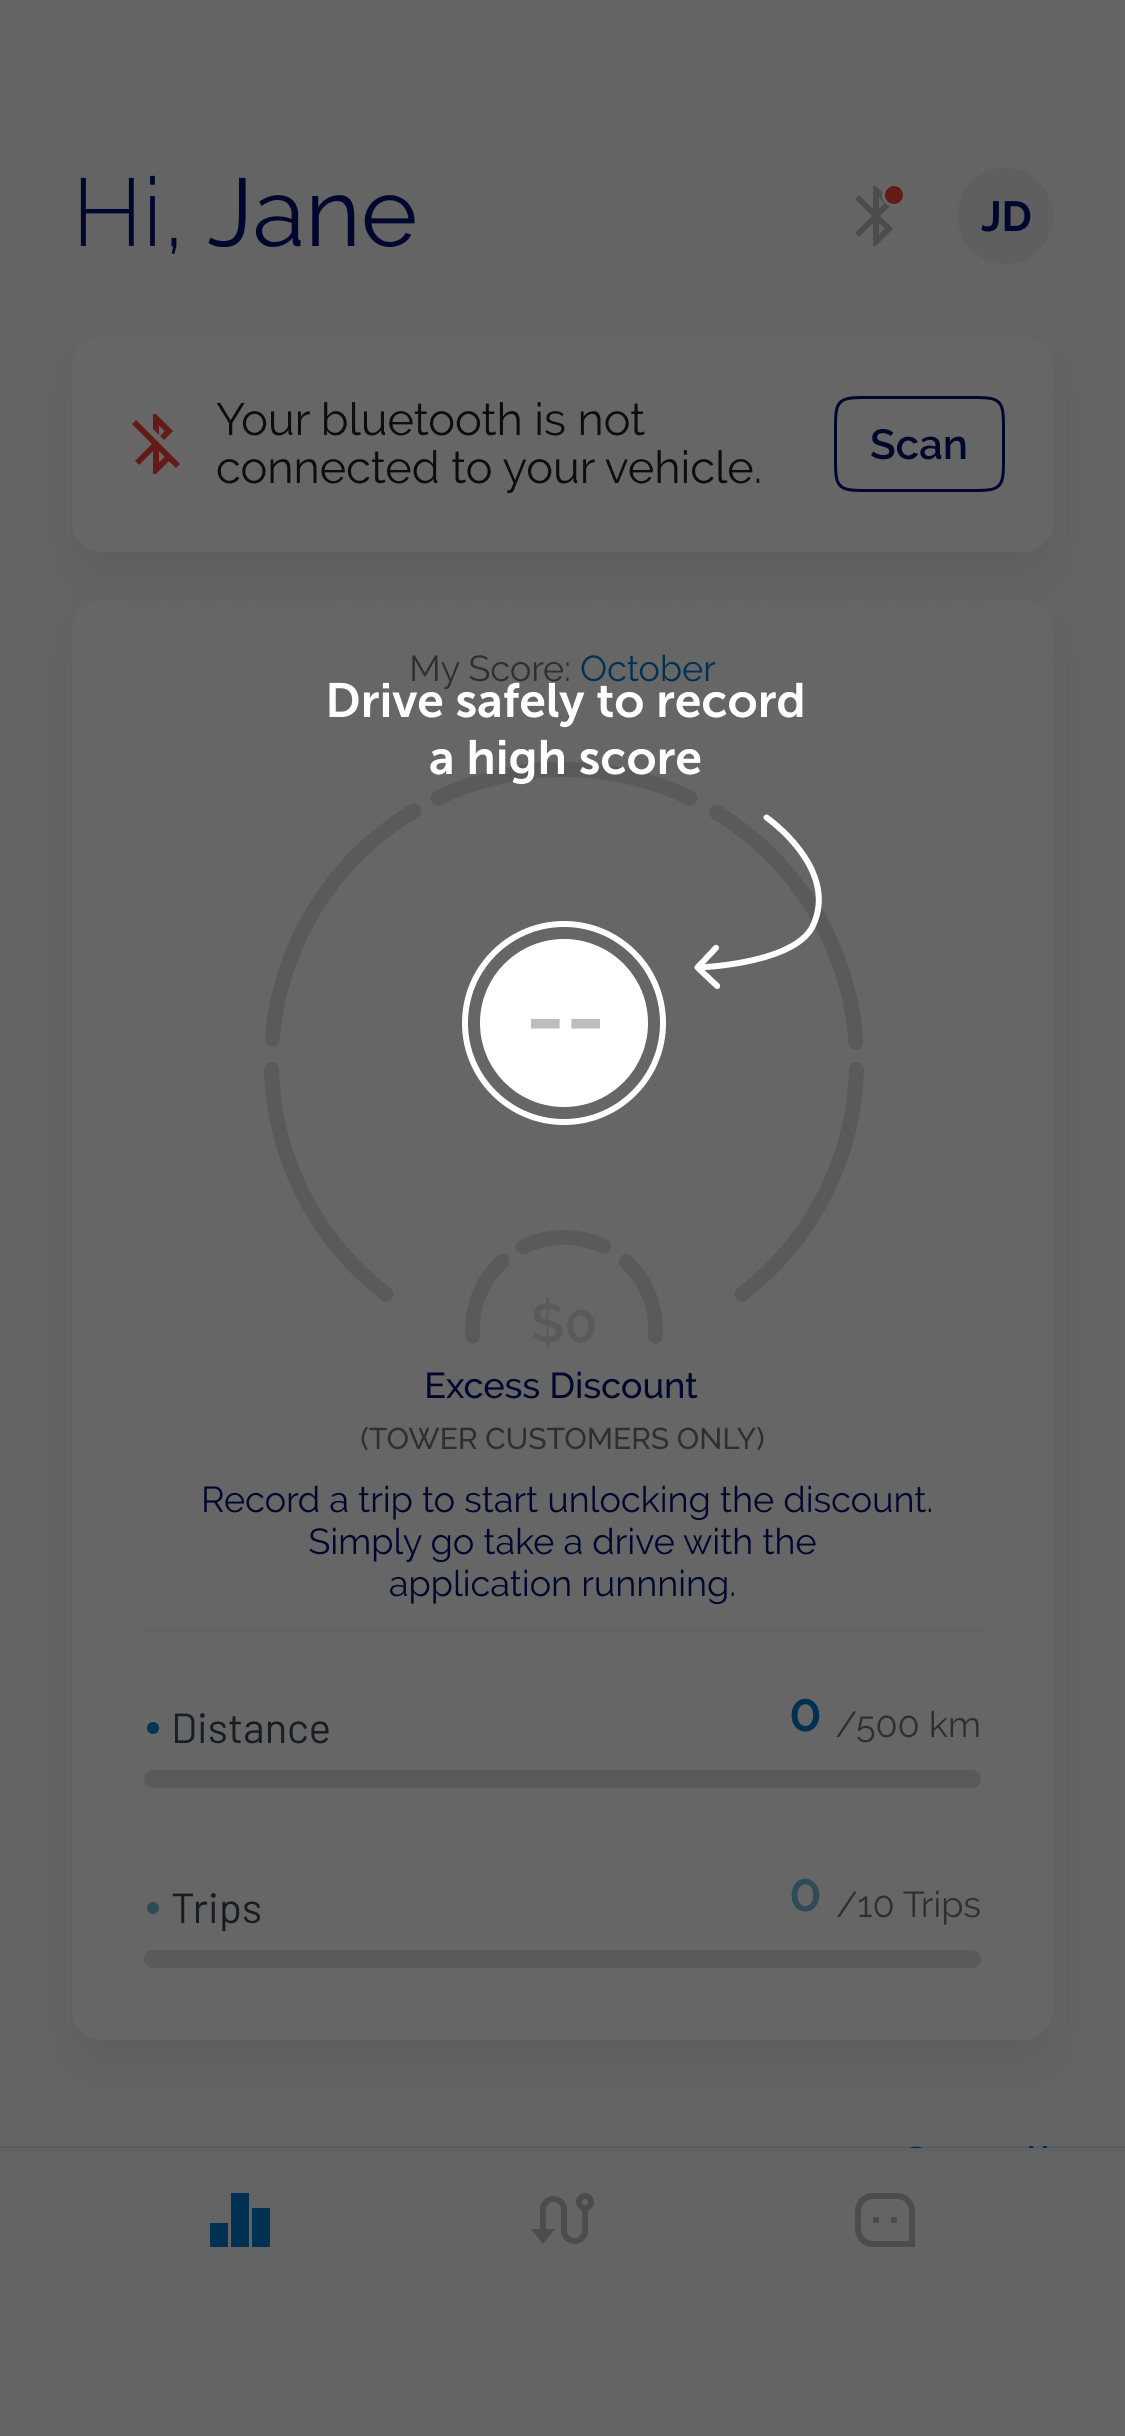 Hi, Jane
JD
Your bluetooth is not
connected to your vehicle.
Scan
My Score: October
Drive safely to record
a high score
--
$0
Excess Discount
(TOWER CUSTOMERS ONLY)
Record a trip to start unlocking the discount.
Simply go take a drive with the
application runnning.
• Distance
0 /500 km
• Trips
0 /10 Trips